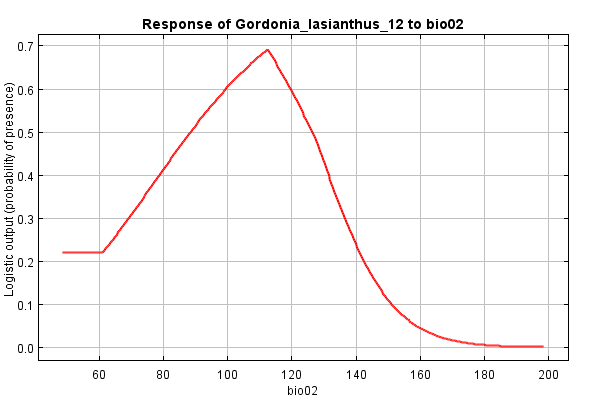 Response of Gordonia_lasianthus_12 to bio02
Logistic output (probability of presence)
0.7
0.6
0.5
0.4
0.3
0.2
0.1
0.0
60 80 100 120 140 160 180 200
bio02